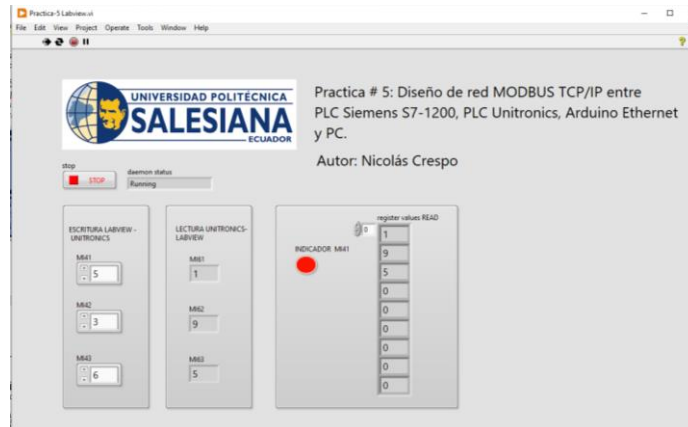 Practica-5 Labview.vi
File Edit View Project Operate Tools Window Help
UNIVERSIDAD POLITÉCNICA
SALESIANA
ECUADOR
Practica # 5: Diseño de red MODBUS TCP/IP entre
PLC Siemens S7-1200, PLC Unitronics, Arduino Ethernet
y PC.
Autor: Nicolás Crespo
stop
STOP
daemon status
Running
ESCRITURA LABVIEW -
UNITRONICS
MI41
5
MI42
3
MI43
6
LECTURA UNITRONICS-
LABVIEW
MI61
1
MI62
9
MI63
5
INDICADOR MI41
register values READ
0
1
9
5
0
0
0
0
0
0